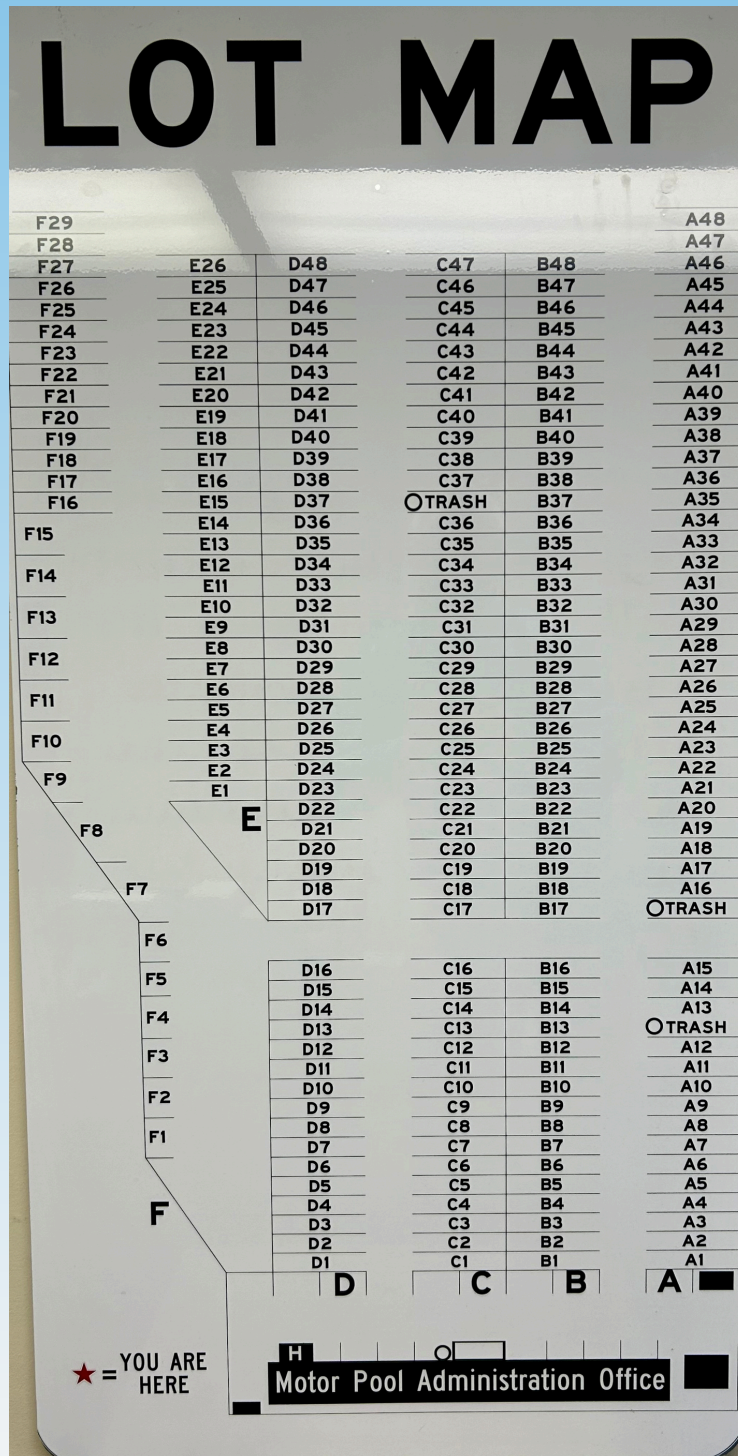 LOT MAP
F29
F28
F27
F26
F25
F24
F23
F22
F21
F20
F19
F18
F17
F16
F15
F14
F13
F12
F11
F10
F9
F8
F7
F6
F5
F4
F3
F2
F1
F
E26
E25
E24
E23
E22
E21
E20
E19
E18
E17
E16
E15
E14
E13
E12
E11
E10
E9
E8
E7
E6
E5
E4
E3
E2
E1
E
D48
D47
D46
D45
D44
D43
D42
D41
D40
D39
D38
D37
D36
D35
D34
D33
D32
D31
D30
D29
D28
D27
D26
D25
D24
D23
D22
D21
D20
D19
D18
D17
D16
D15
D14
D13
D12
D11
D10
D9
D8
D7
D6
D5
D4
D3
D2
D1
D
C47
C46
C45
C44
C43
C42
C41
C40
C39
C38
C37
TRASH
C36
C35
C34
C33
C32
C31
C30
C29
C28
C27
C26
C25
C24
C23
C22
C21
C20
C19
C18
C17
C16
C15
C14
C13
C12
C11
C10
C9
C8
C7
C6
C5
C4
C3
C2
C1
C
B48
B47
B46
B45
B44
B43
B42
B41
B40
B39
B38
B37
B36
B35
B34
B33
B32
B31
B30
B29
B28
B27
B26
B25
B24
B23
B22
B21
B20
B19
B18
B17
B16
B15
B14
B13
B12
B11
B10
B9
B8
B7
B6
B5
B4
B3
B2
B1
B
A48
A47
A46
A45
A44
A43
A42
A41
A40
A39
A38
A37
A36
A35
A34
A33
A32
A31
A30
A29
A28
A27
A26
A25
A24
A23
A22
A21
A20
A19
A18
A17
A16
TRASH
A15
A14
A13
TRASH
A12
A11
A10
A9
A8
A7
A6
A5
A4
A3
A2
A1
A
★ = YOU ARE
HERE
H
Motor Pool Administration Office